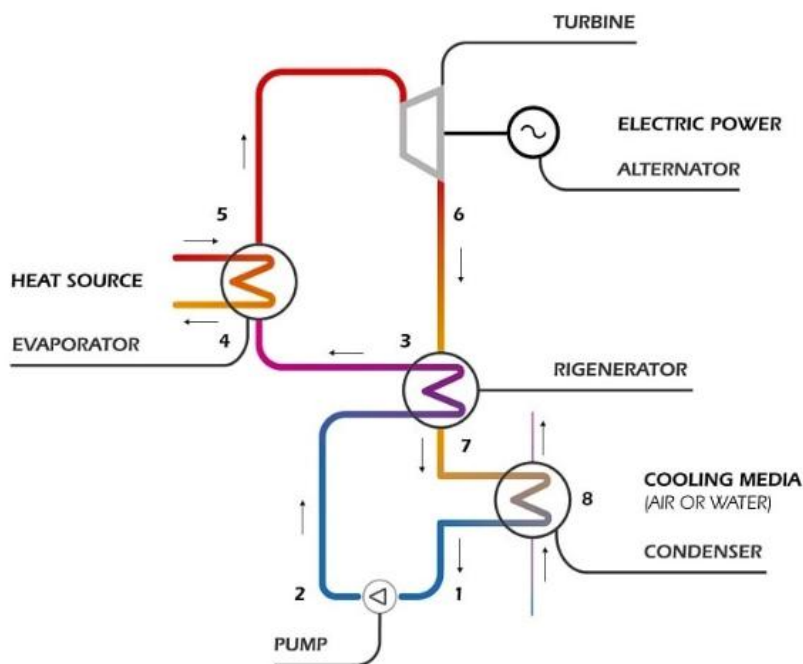 TURBINE
ELECTRIC POWER
ALTERNATOR
5
6
HEAT SOURCE
EVAPORATOR
4
3
RIGENERATOR
7
COOLING MEDIA
8
(AIR OR WATER)
CONDENSER
2
1
PUMP